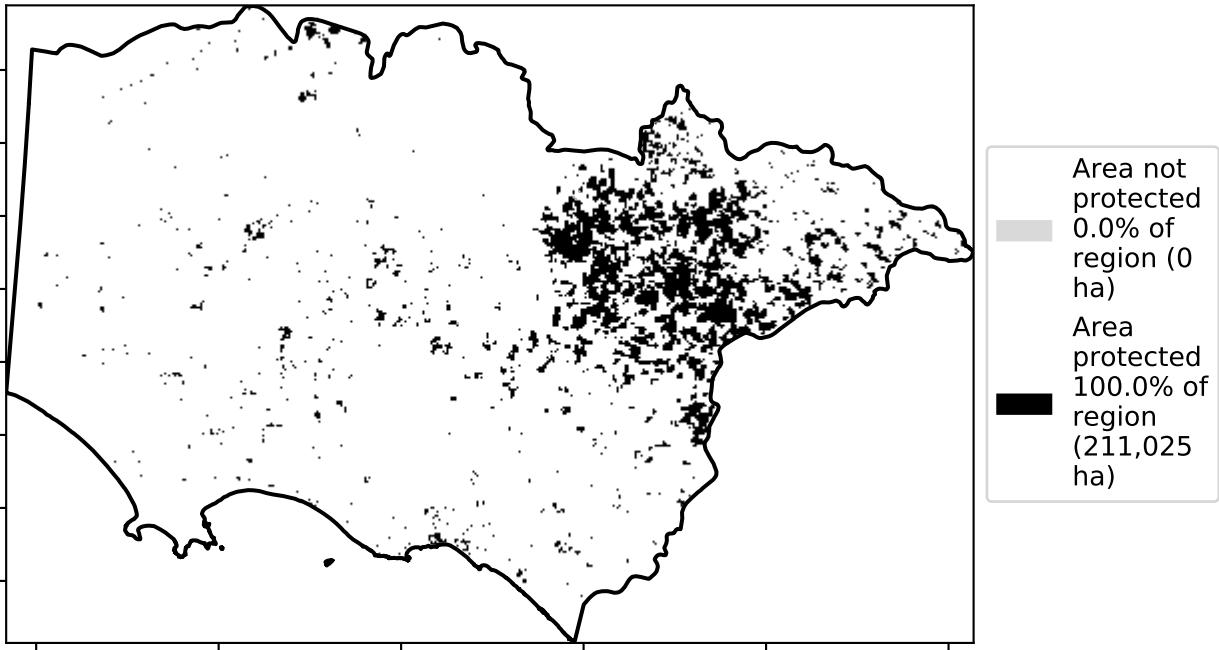 Area not
protected
0.0% of
region (0
ha)
Area
protected
100.0% of
region
(211,025
ha)